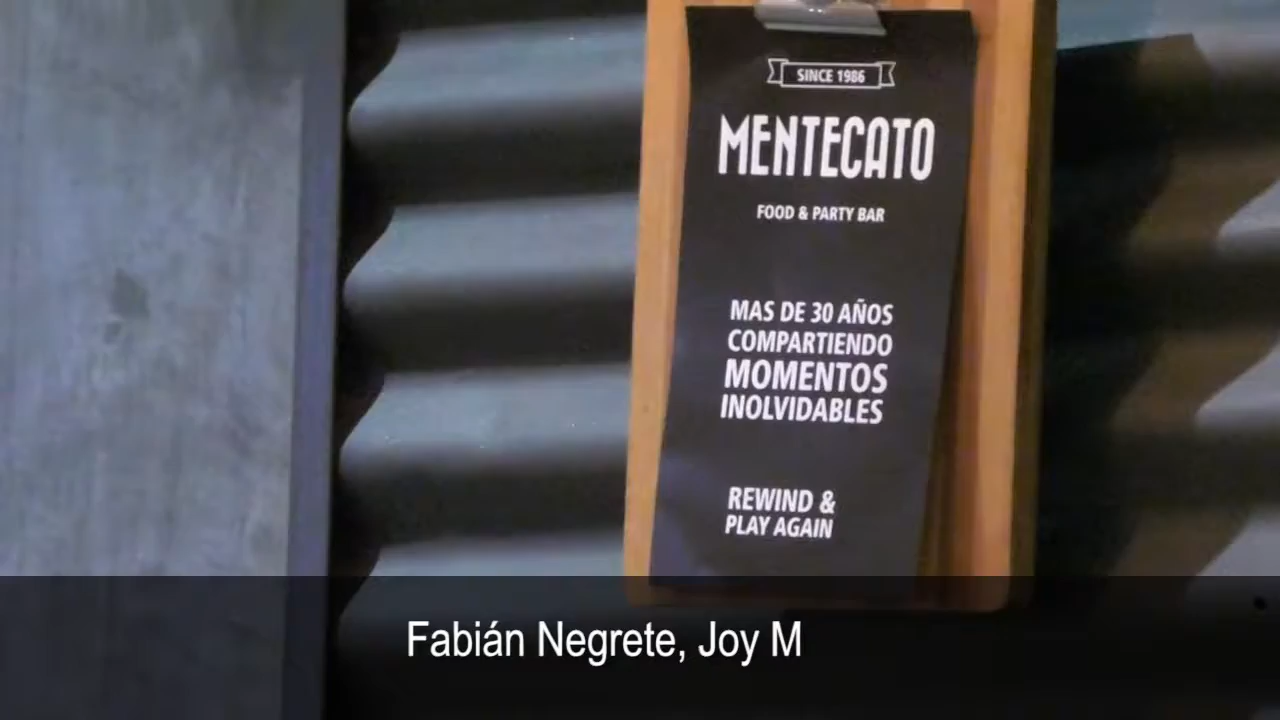 SINCE 1986
MENTECATO
FOOD & PARTY BAR
MAS DE 30 AÑOS
COMPARTIENDO
MOMENTOS
INOLVIDABLES
REWIND &
PLAY AGAIN
Fabián Negrete, Joy M